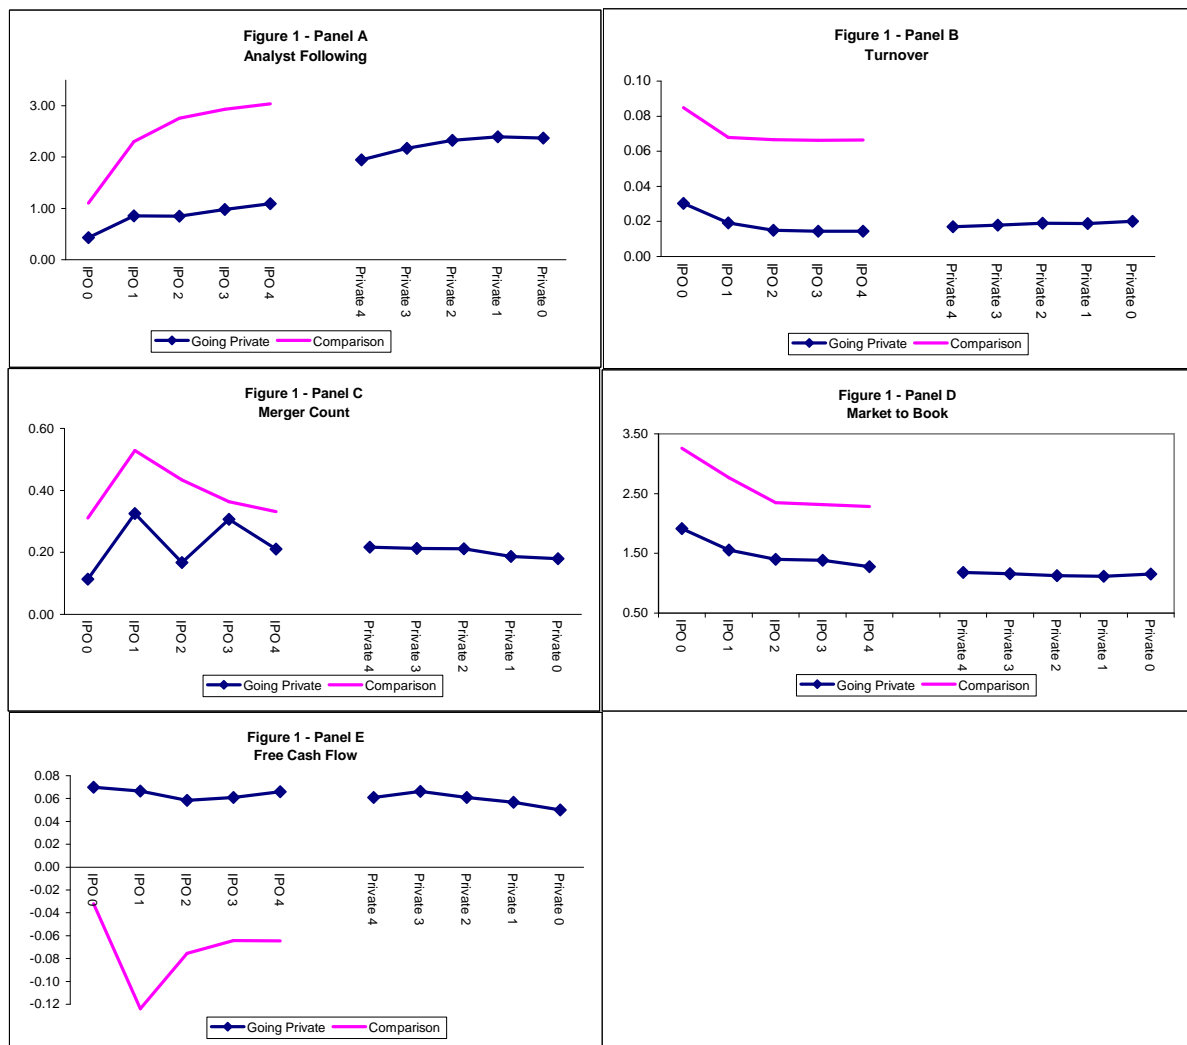 Figure 1 - Panel A
Analyst Following
3.00
2.00
1.00
0.00
IPO 0
IPO 1
IPO 2
IPO 3
IPO 4
Private 4
Private 3
Private 2
Private 1
Private 0
Going Private
Comparison
Figure 1 - Panel B
Turnover
0.10
0.08
0.06
0.04
0.02
0.00
IPO 0
IPO 1
IPO 2
IPO 3
IPO 4
Private 4
Private 3
Private 2
Private 1
Private 0
Going Private
Comparison
Figure 1 - Panel C
Merger Count
0.60
0.40
0.20
0.00
IPO 0
IPO 1
IPO 2
IPO 3
IPO 4
Private 4
Private 3
Private 2
Private 1
Private 0
Going Private
Comparison
Figure 1 - Panel D
Market to Book
3.50
2.50
1.50
0.50
IPO 0
IPO 1
IPO 2
IPO 3
IPO 4
Private 4
Private 3
Private 2
Private 1
Private 0
Going Private
Comparison
Figure 1 - Panel E
Free Cash Flow
0.08
0.06
0.04
0.02
0.00
-0.02
-0.04
-0.06
-0.08
-0.10
-0.12
IPO 0
IPO 1
IPO 2
IPO 3
IPO 4
Private 4
Private 3
Private 2
Private 1
Private 0
Going Private
Comparison